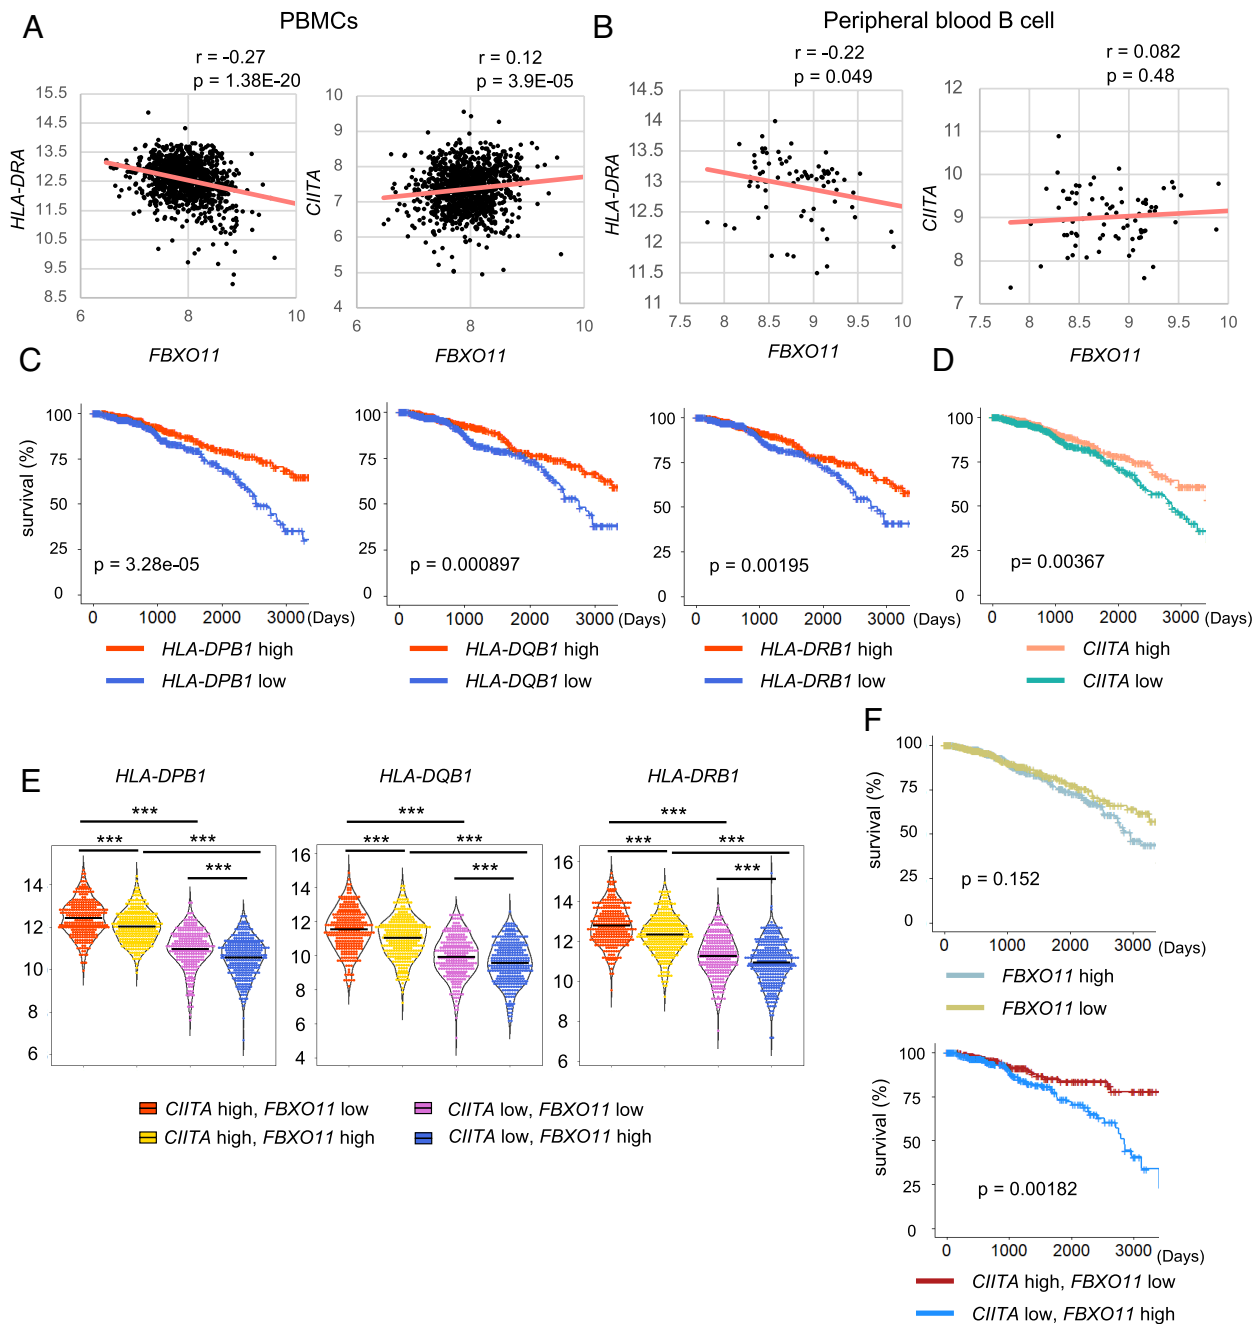 A
PBMCs
r = -0.27
p = 1.38E-20
r = 0.12
p = 3.9E-05
15.5
14.5
13.5
12.5
11.5
10.5
9.5
8.5
HLA-DRA
6
8
10
FBXO11
10
9
8
7
6
5
4
CIITA
6
8
10
FBXO11
B
Peripheral blood B cell
r = -0.22
p = 0.049
r = 0.082
p = 0.48
14.5
14
13.5
13
12.5
12
11.5
11
HLA-DRA
7.5
8
8.5
9
9.5
10
FBXO11
12
11
10
9
8
7
CIITA
7.5
8
8.5
9
9.5
10
FBXO11
C
survival (%)
100
75
50
25
0
p = 3.28e-05
0 1000 2000 3000 (Days)
HLA-DPB1 high
HLA-DPB1 low
100
75
50
25
0
p = 0.000897
0 1000 2000 3000 (Days)
HLA-DQB1 high
HLA-DQB1 low
100
75
50
25
0
p = 0.00195
0 1000 2000 3000 (Days)
HLA-DRB1 high
HLA-DRB1 low
D
100
75
50
25
0
p= 0.00367
0 1000 2000 3000 (Days)
CIITA high
CIITA low
E
HLA-DPB1
***
*** ***
***
14
12
10
8
6
HLA-DQB1
***
*** ***
***
16
14
12
10
8
6
4
HLA-DRB1
***
*** ***
***
16
14
12
10
8
6
CIITA high, FBXO11 low
CIITA high, FBXO11 high
CIITA low, FBXO11 low
CIITA low, FBXO11 high
F
survival (%)
100
75
50
25
0
p = 0.152
0 1000 2000 3000 (Days)
FBXO11 high
FBXO11 low
survival (%)
100
75
50
25
0
p = 0.00182
0 1000 2000 3000 (Days)
CIITA high, FBXO11 low
CIITA low, FBXO11 high